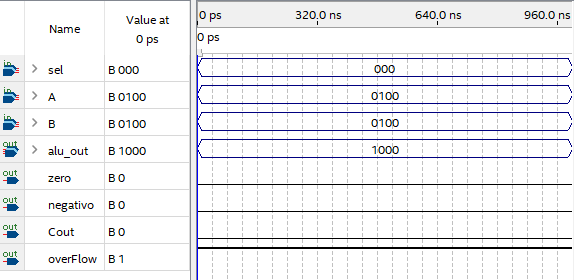 Name Value at 0 ps 0 ps 320.0 ns 640.0 ns 960.0 ns
0 ps
in sel B 000 000
in A B 0100 0100
in B B 0100 0100
out alu_out B 1000 1000
out zero B 0
out negativo B 0
out Cout B 0
out overFlow B 1